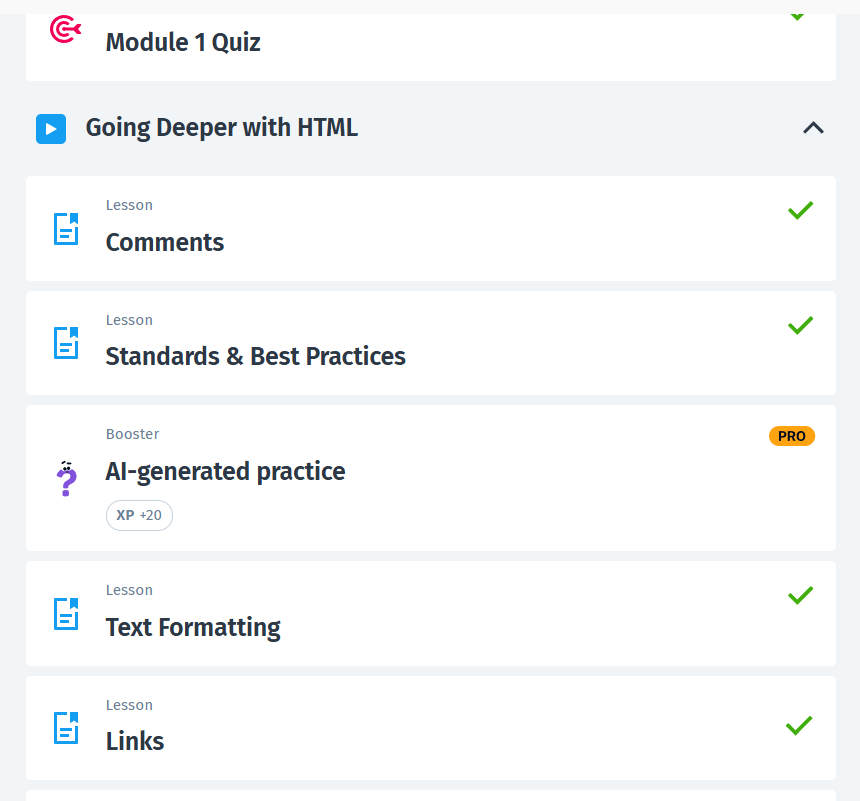 Module 1 Quiz
Going Deeper with HTML
Lesson
Comments
Lesson
Standards & Best Practices
Booster
PRO
AI-generated practice
XP +20
Lesson
Text Formatting
Lesson
Links